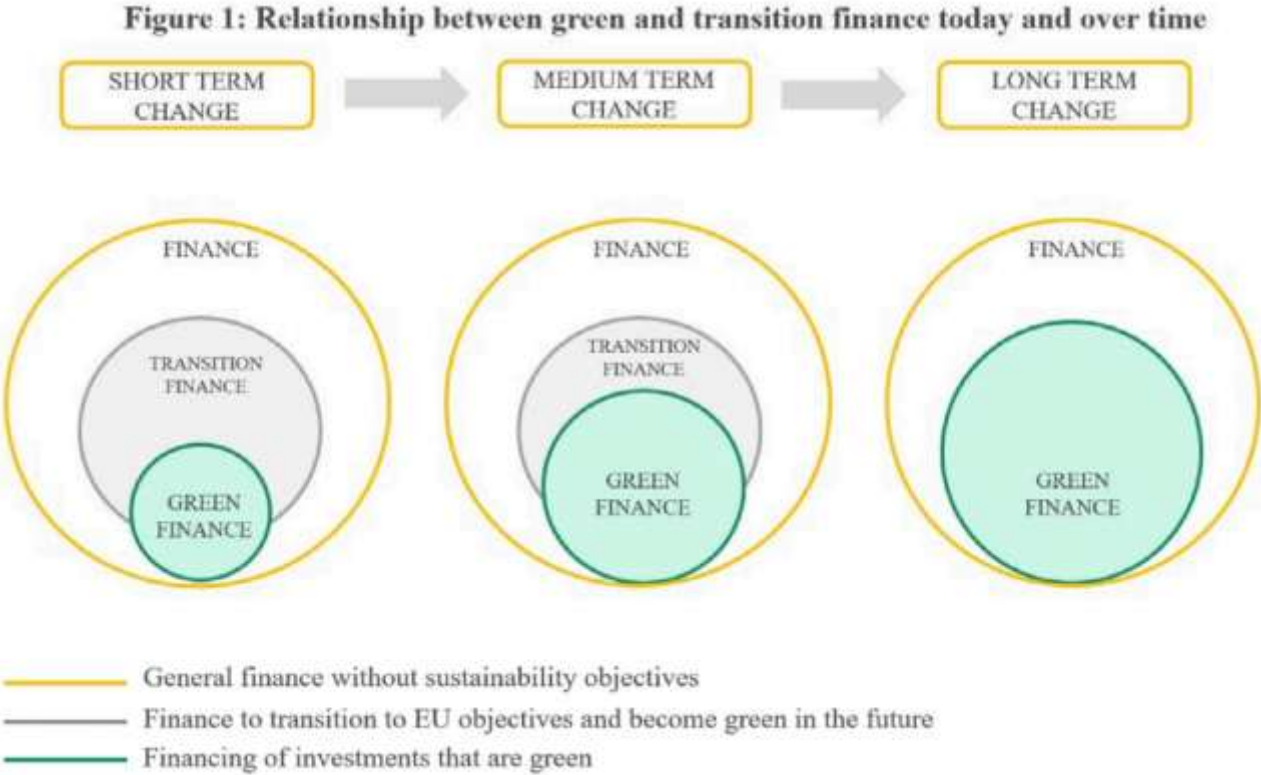 Figure 1: Relationship between green and transition finance today and over time
SHORT TERM
CHANGE
MEDIUM TERM
CHANGE
LONG TERM
CHANGE
FINANCE
TRANSITION
FINANCE
GREEN
FINANCE
FINANCE
TRANSITION
FINANCE
GREEN
FINANCE
FINANCE
GREEN
FINANCE
General finance without sustainability objectives
Finance to transition to EU objectives and become green in the future
Financing of investments that are green